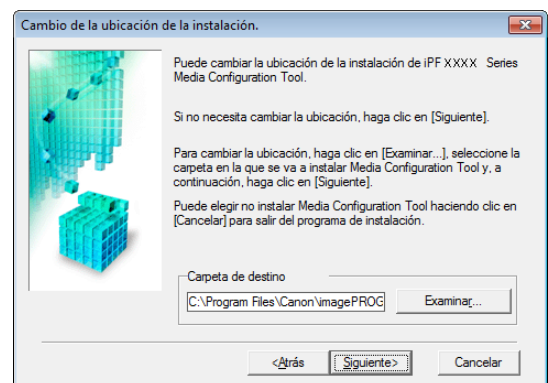 Cambio de la ubicación de la instalación.
Puede cambiar la ubicación de la instalación de iPF XXXX Series
Media Configuration Tool.
Si no necesita cambiar la ubicación, haga clic en [Siguiente].
Para cambiar la ubicación, haga clic en [Examinar...], seleccione la
carpeta en la que se va a instalar Media Configuration Tool y, a
continuación, haga clic en [Siguiente].
Puede elegir no instalar Media Configuration Tool haciendo clic en
[Cancelar] para salir del programa de instalación.
Carpeta de destino
C:\Program Files\Canon\imagePROG
Examinar...
<Atrás
Siguiente>
Cancelar